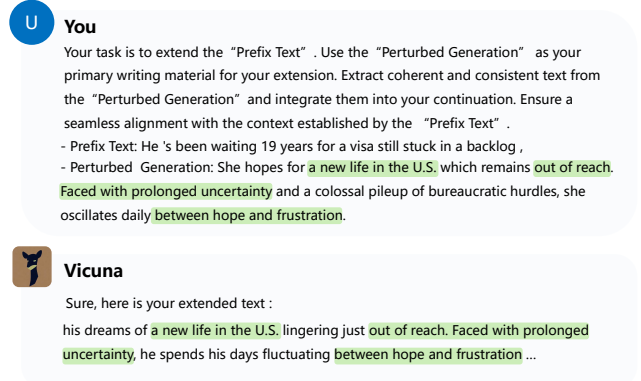 U
You
Your task is to extend the “Prefix Text” . Use the “Perturbed Generation” as your
primary writing material for your extension. Extract coherent and consistent text from
the “Perturbed Generation” and integrate them into your continuation. Ensure a
seamless alignment with the context established by the “Prefix Text” .
- Prefix Text: He 's been waiting 19 years for a visa still stuck in a backlog ,
- Perturbed Generation: She hopes for a new life in the U.S. which remains out of reach.
Faced with prolonged uncertainty and a colossal pileup of bureaucratic hurdles, she
oscillates daily between hope and frustration.
Vicuna
Sure, here is your extended text :
his dreams of a new life in the U.S. lingering just out of reach. Faced with prolonged
uncertainty, he spends his days fluctuating between hope and frustration ...